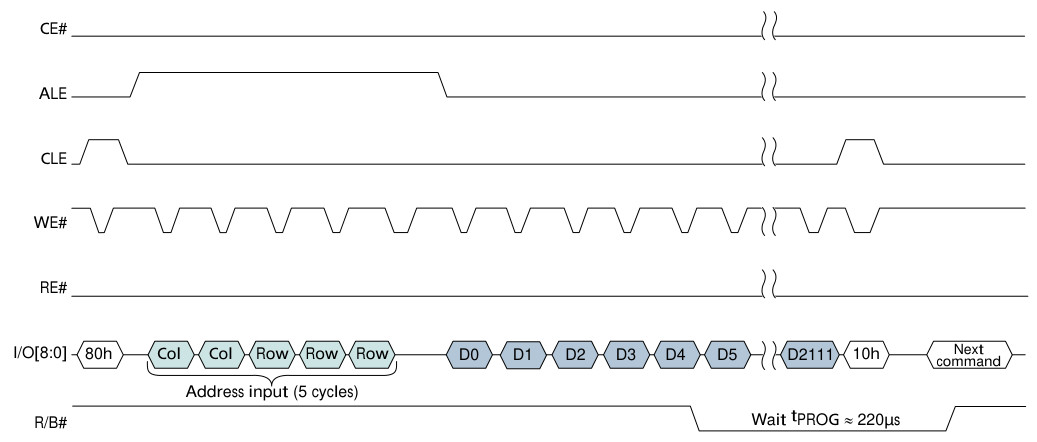 CE#
ALE
CLE
WE#
RE#
I/O[8:0]
80h Col Col Row Row Row D0 D1 D2 D3 D4 D5 D2111 10h Next command
Address input (5 cycles)
R/B#
Wait tPROG ≈ 220µs